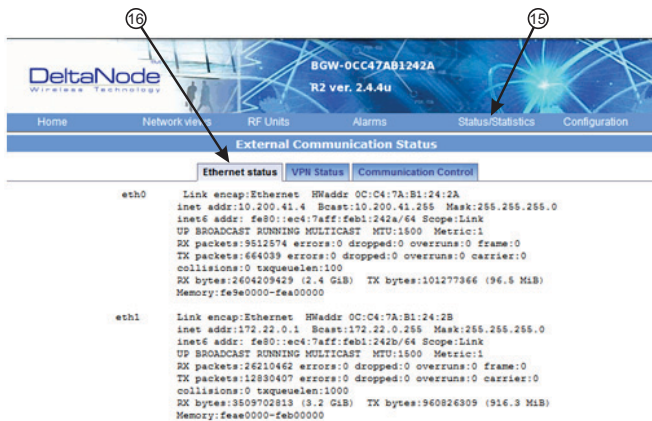 16 15
DeltaNode
Wireless Technology
BGW-0CC47AB1242A
R2 ver. 2.4.4u
Home Network views RF Units Alarms Status/Statistics Configuration
External Communication Status
Ethernet status VPN Status Communication Control
eth0 Link encap:Ethernet HWaddr 0C:C4:7A:B1:24:2A
inet addr:10.200.41.4 Bcast:10.200.41.255 Mask:255.255.255.0
inet6 addr: fe80::ec4:7aff:feb1:242a/64 Scope:Link
UP BROADCAST RUNNING MULTICAST MTU:1500 Metric:1
RX packets:9512574 errors:0 dropped:0 overruns:0 frame:0
TX packets:664039 errors:0 dropped:0 overruns:0 carrier:0
collisions:0 txqueuelen:100
RX bytes:2604209429 (2.4 GiB) TX bytes:101277366 (96.5 MiB)
Memory:fe9e0000-fea00000
eth1 Link encap:Ethernet HWaddr 0C:C4:7A:B1:24:2B
inet addr:172.22.0.1 Bcast:172.22.0.255 Mask:255.255.255.0
inet6 addr: fe80::ec4:7aff:feb1:242b/64 Scope:Link
UP BROADCAST RUNNING MULTICAST MTU:1500 Metric:1
RX packets:26210462 errors:0 dropped:0 overruns:0 frame:0
TX packets:12830407 errors:0 dropped:0 overruns:0 carrier:0
collisions:0 txqueuelen:1000
RX bytes:3509702813 (3.2 GiB) TX bytes:960826309 (916.3 MiB)
Memory:feae0000-feb00000